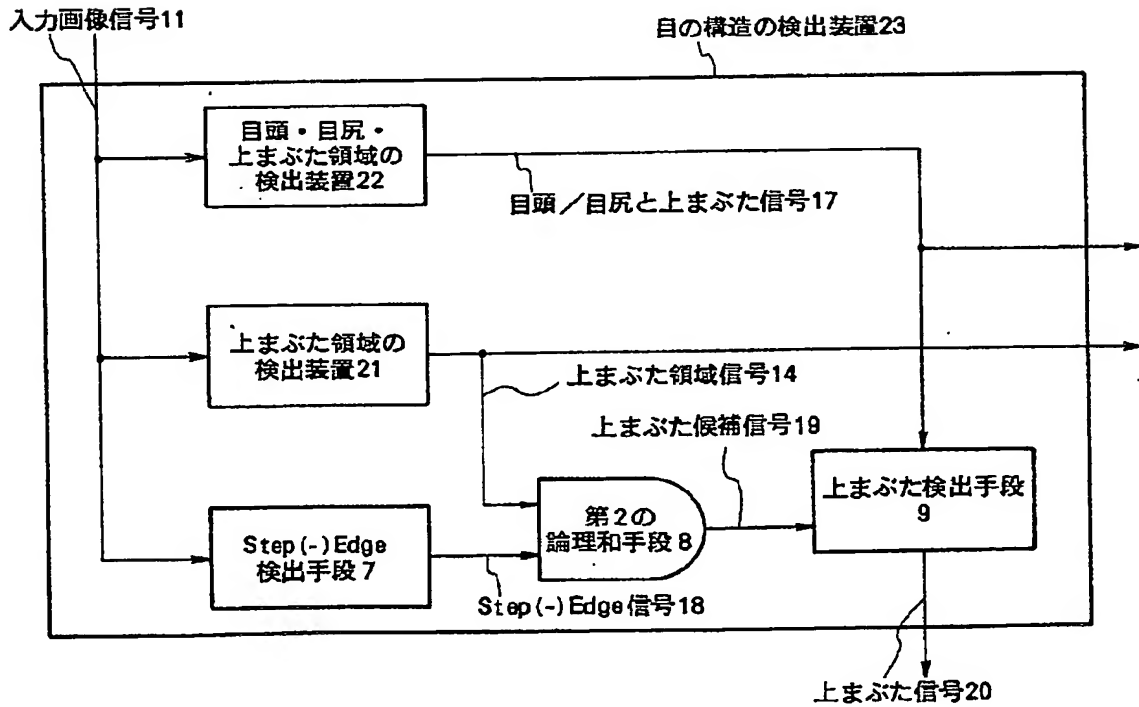 入力画像信号11
目の構造の検出装置23
目頭・目尻・
上まぶた領域の
検出装置22
目頭／目尻と上まぶた信号17
上まぶた領域の
検出装置21
上まぶた領域信号14
上まぶた候補信号19
上まぶた検出手段
9
第2の
論理和手段8
Step(-)Edge
検出手段7
Step(-)Edge信号18
上まぶた信号20